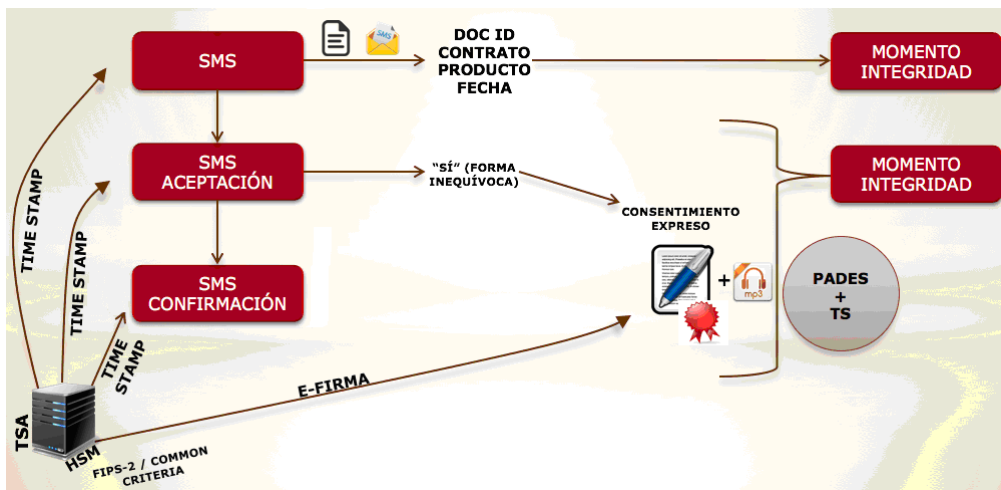 SMS
SMS
DOC ID
CONTRATO
PRODUCTO
FECHA
MOMENTO
INTEGRIDAD
SMS
ACEPTACIÓN
“SÍ” (FORMA
INEQUÍVOCA)
MOMENTO
INTEGRIDAD
CONSENTIMIENTO
EXPRESO
SMS
CONFIRMACIÓN
+
mp3
PADES
+
TS
TIME STAMP
TIME STAMP
TIME
STAMP
E-FIRMA
TSA
HSM
FIPS-2 / COMMON
CRITERIA